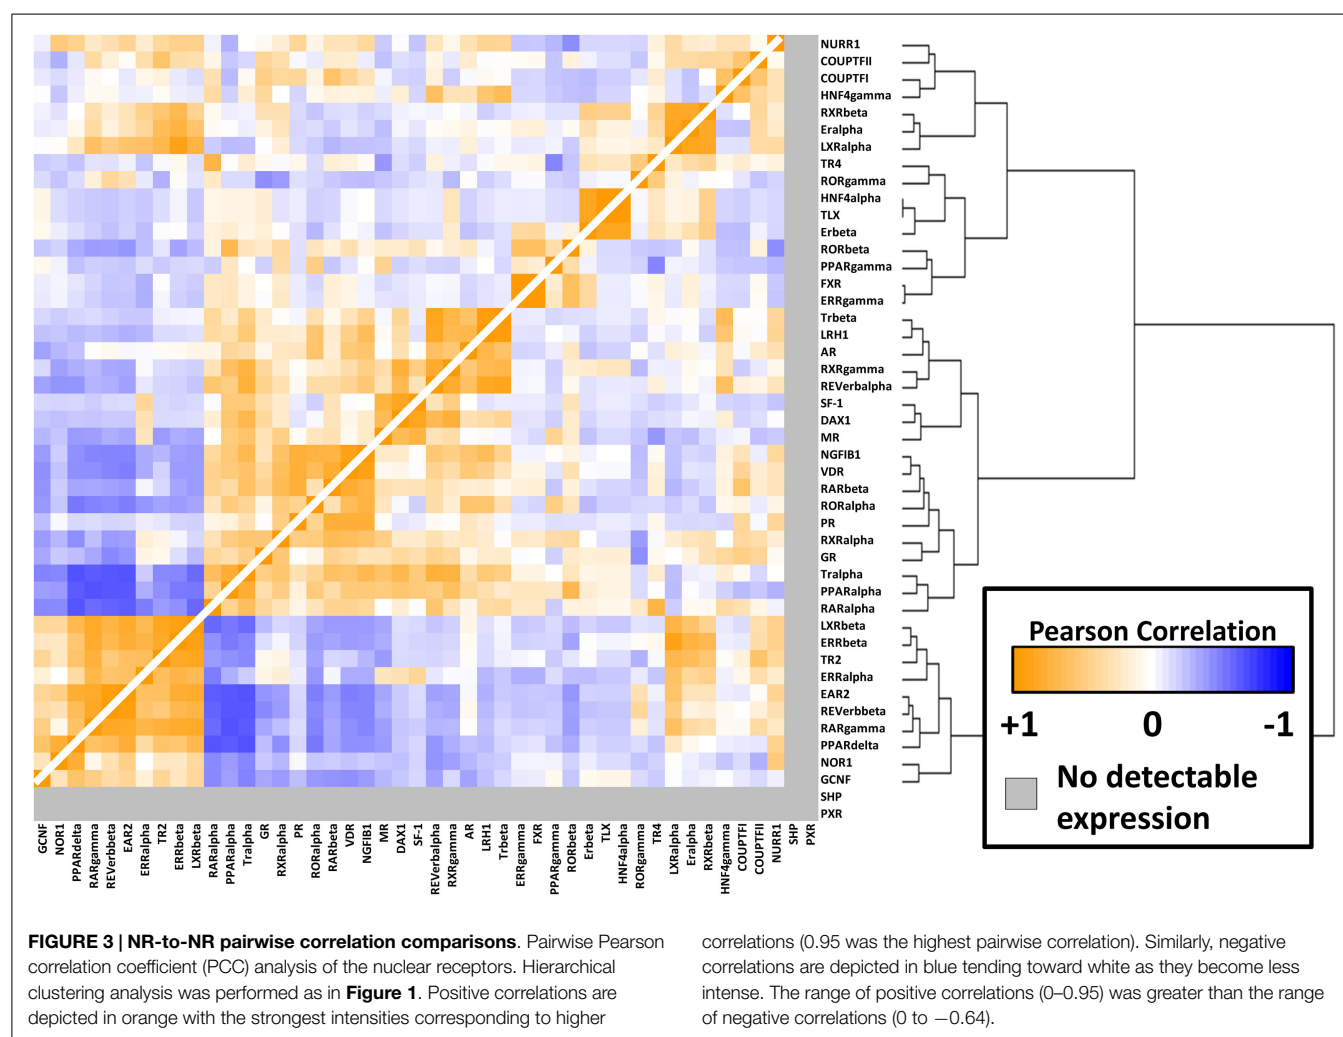 NURR1
COUPTFII
COUPTFI
HNF4gamma
RXRbeta
Eralpha
LXRalpha
TR4
RORgamma
HNF4alpha
TLX
Erbeta
RORbeta
PPARgamma
FXR
ERRgamma
Trbeta
LRH1
AR
RXRgamma
REVerbalpha
SF-1
DAX1
MR
NGFIB1
VDR
RARbeta
RORalpha
PR
RXRalpha
GR
Tralpha
PPARalpha
RARalpha
LXRbeta
ERRbeta
TR2
ERRalpha
EAR2
REVerbbeta
RARgamma
PPARdelta
NOR1
GCNF
SHP
PXR
Pearson Correlation
+1 0 -1
No detectable
expression
GCNF
NOR1
PPARdelta
RARgamma
REVerbbeta
EAR2
ERRalpha
TR2
ERRbeta
LXRbeta
RARalpha
PPARalpha
Tralpha
GR
RXRalpha
PR
RORalpha
RARbeta
VDR
NGFIB1
MR
DAX1
SF-1
REVerbalpha
RXRgamma
AR
LRH1
Trbeta
ERRgamma
FXR
PPARgamma
RORbeta
Erbeta
TLX
HNF4alpha
RORgamma
TR4
LXRalpha
Eralpha
RXRbeta
HNF4gamma
COUPTFI
COUPTFII
NURR1
SHP
PXR
FIGURE 3 | NR-to-NR pairwise correlation comparisons. Pairwise Pearson
correlation coefficient (PCC) analysis of the nuclear receptors. Hierarchical
clustering analysis was performed as in Figure 1. Positive correlations are
depicted in orange with the strongest intensities corresponding to higher
correlations (0.95 was the highest pairwise correlation). Similarly, negative
correlations are depicted in blue tending toward white as they become less
intense. The range of positive correlations (0–0.95) was greater than the range
of negative correlations (0 to −0.64).